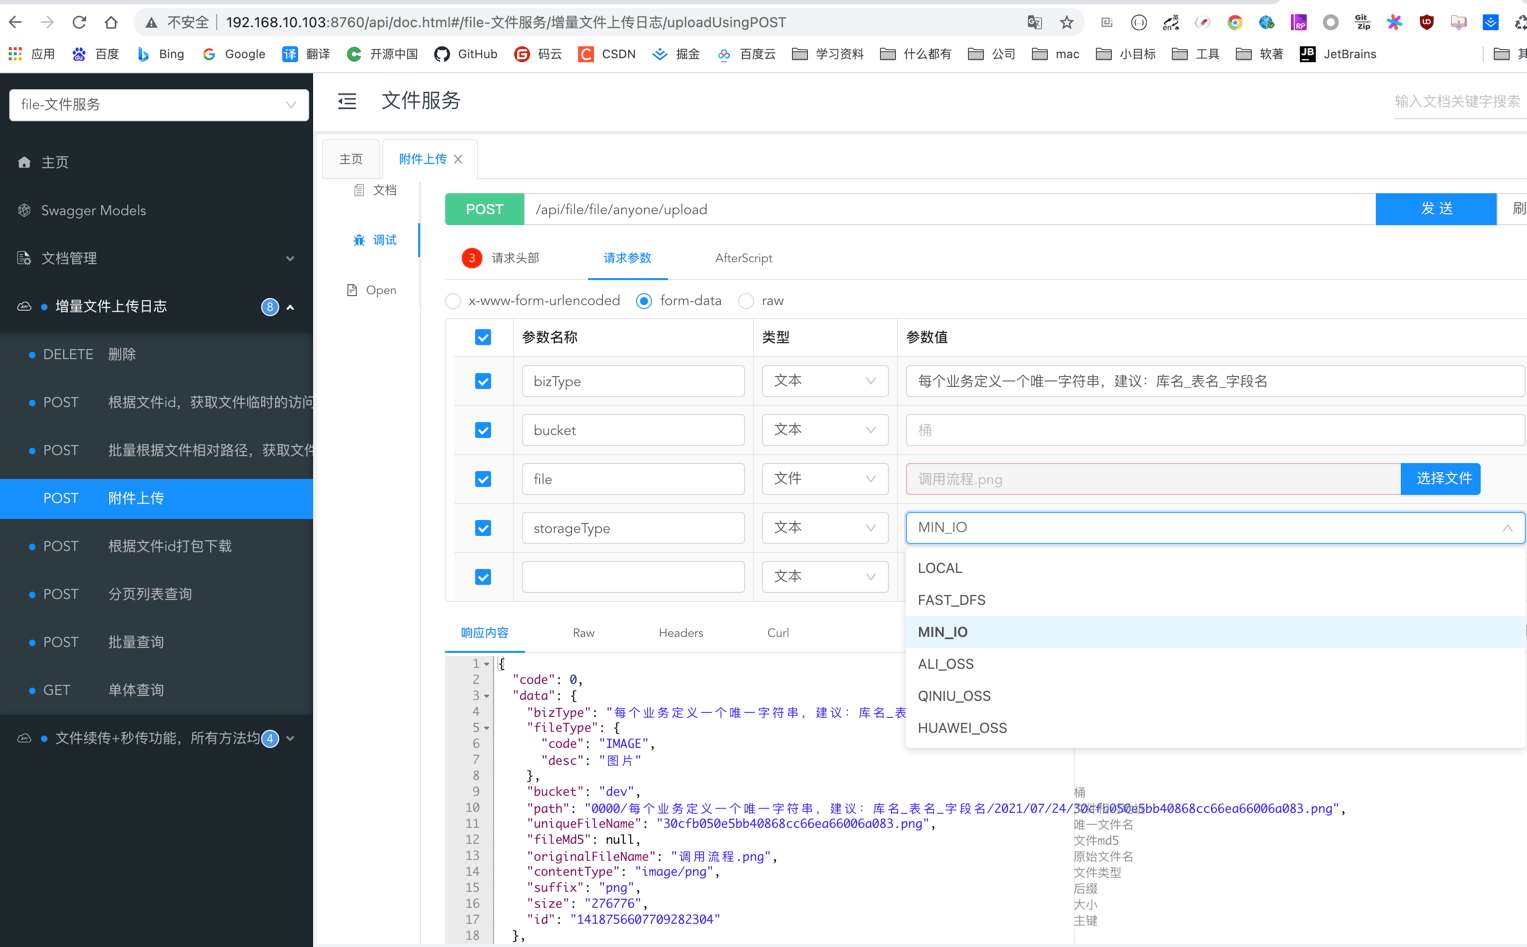 不安全 192.168.10.103:8760/api/doc.html#/file-文件服务/增量文件上传日志/uploadUsingPOST
应用 百度 Bing Google 翻译 开源中国 GitHub 码云 CSDN 掘金 百度云 学习资料 什么都有 公司 mac 小目标 工具 软著 JetBrains
file-文件服务
文件服务
输入文档关键字搜索
主页
Swagger Models
文档管理
增量文件上传日志 8
DELETE 删除
POST 根据文件id，获取文件临时的访问
POST 批量根据文件相对路径，获取文件
POST 附件上传
POST 根据文件id打包下载
POST 分页列表查询
POST 批量查询
GET 单体查询
文件续传+秒传功能，所有方法均 4
主页 附件上传
文档
调试
Open
POST /api/file/file/anyone/upload 发 送 刷
3 请求头部 请求参数 AfterScript
x-www-form-urlencoded form-data raw
参数名称 类型 参数值
bizType 文本 每个业务定义一个唯一字符串，建议：库名_表名_字段名
bucket 文本 桶
file 文件 调用流程.png 选择文件
storageType 文本 MIN_IO
文本
LOCAL
FAST_DFS
MIN_IO
ALI_OSS
QINIU_OSS
HUAWEI_OSS
响应内容 Raw Headers Curl
1 {
2 "code": 0,
3 "data": {
4 "bizType": "每个业务定义一个唯一字符串，建议：库名_表
5 "fileType": {
6 "code": "IMAGE",
7 "desc": "图片"
8 },
9 "bucket": "dev", 桶
10 "path": "0000/每个业务定义一个唯一字符串，建议：库名_表名_字段名/2021/07/24/30cfb050e5bb40868cc66ea66006a083.png",
11 "uniqueFileName": "30cfb050e5bb40868cc66ea66006a083.png", 唯一文件名
12 "fileMd5": null, 文件md5
13 "originalFileName": "调用流程.png", 原始文件名
14 "contentType": "image/png", 文件类型
15 "suffix": "png", 后缀
16 "size": "276776", 大小
17 "id": "1418756607709282304" 主键
18 },